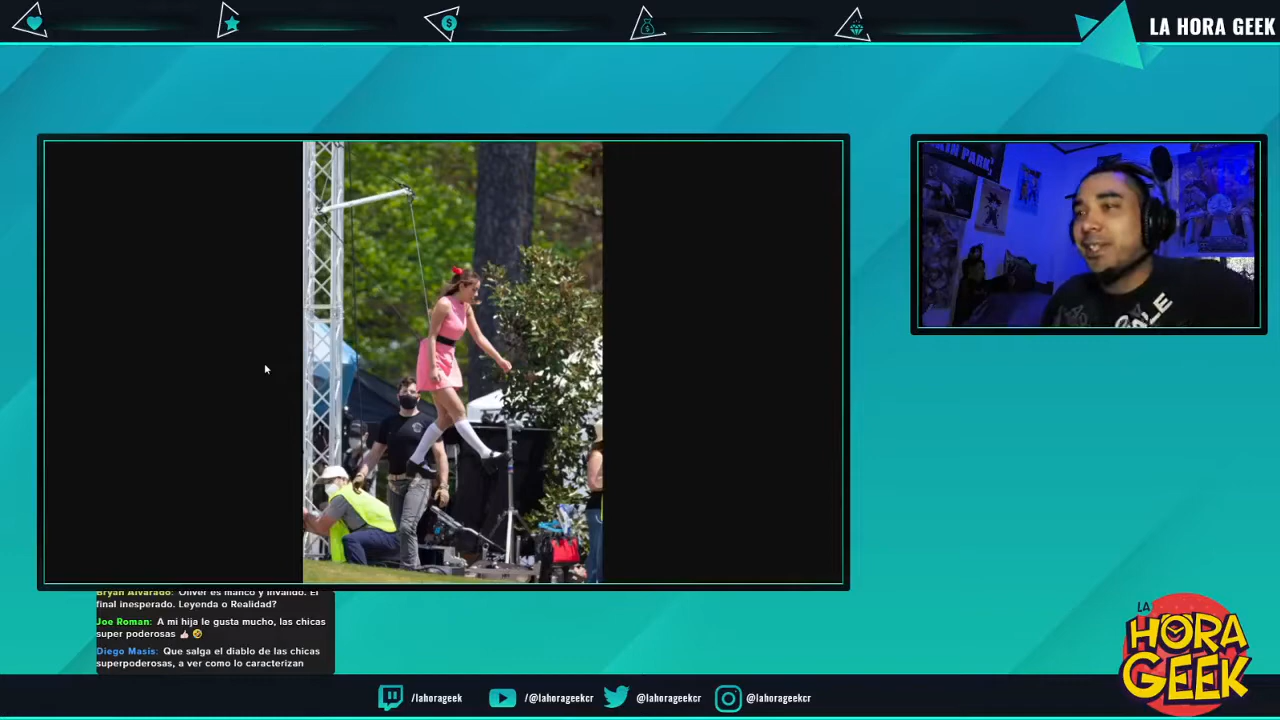 LA HORA GEEK
KIN PARK
Bryan Alvarado: Oliver es manco y invalido. El
final inesperado. Leyenda o Realidad?
Joe Roman: A mi hija le gusta mucho, las chicas
super poderosas 👍🏻 🤣
Diego Masis: Que salga el diablo de las chicas
superpoderosas, a ver como lo caracterizan
LA
HORA
GEEK
/lahorageek
/@lahorageekcr
@lahorageekcr
@lahorageekcr